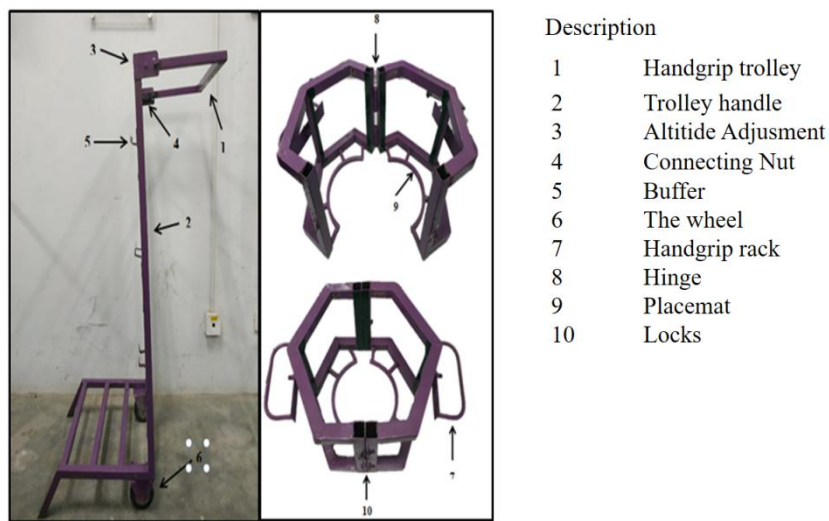 8
3
5
4
1
2
9
6
7
10
Description
1 Handgrip trolley
2 Trolley handle
3 Altitide Adjusment
4 Connecting Nut
5 Buffer
6 The wheel
7 Handgrip rack
8 Hinge
9 Placemat
10 Locks